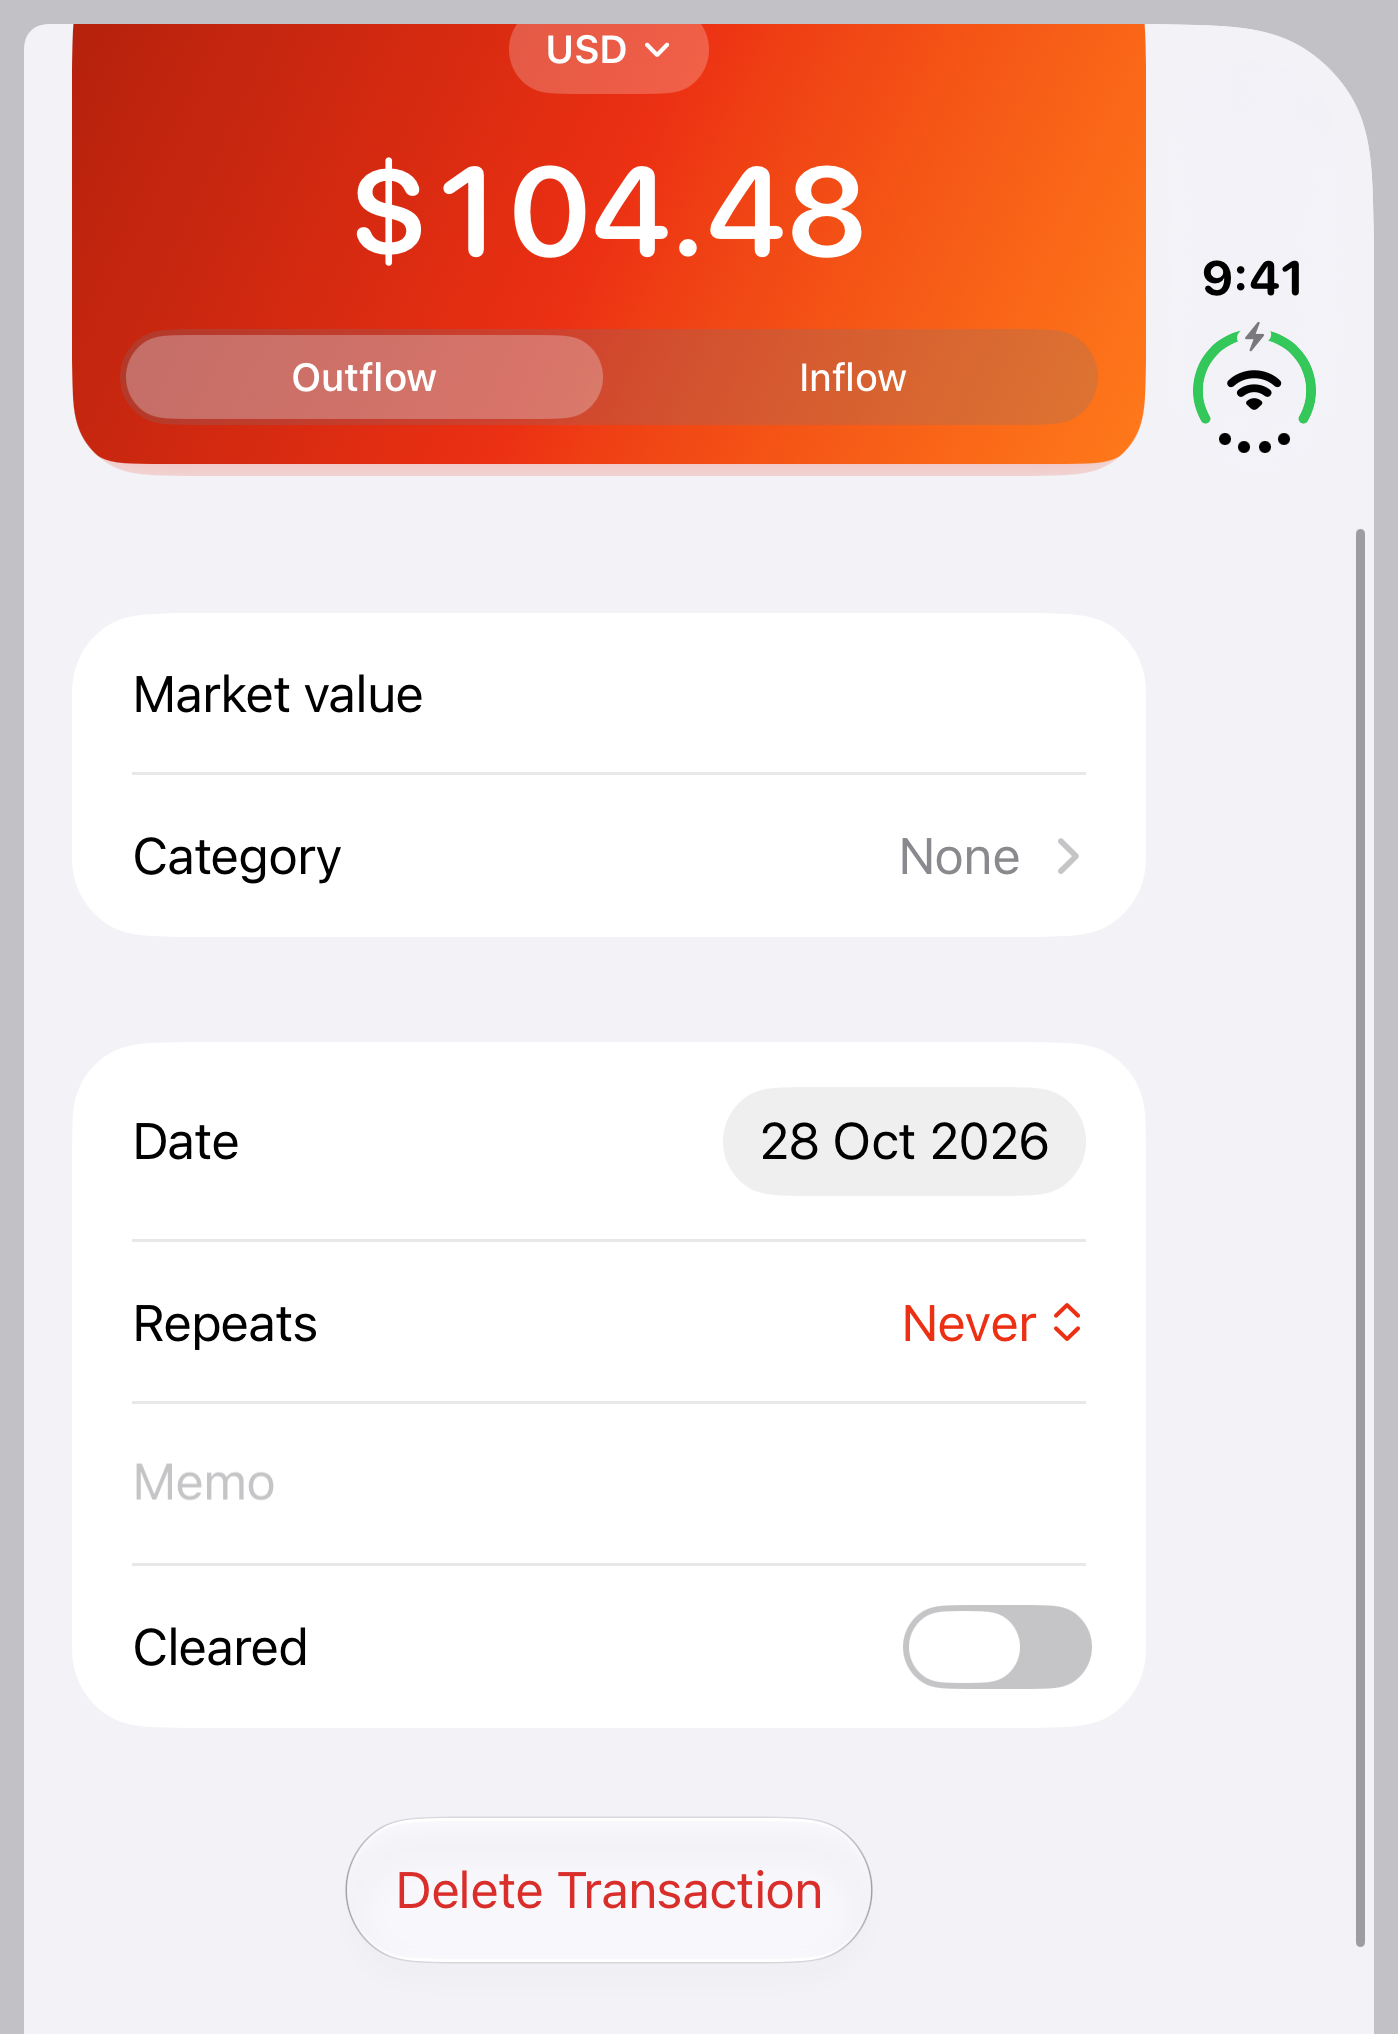 USD
$104.48
Outflow Inflow
9:41
Market value
Category None
Date 28 Oct 2026
Repeats Never
Memo
Cleared
Delete Transaction